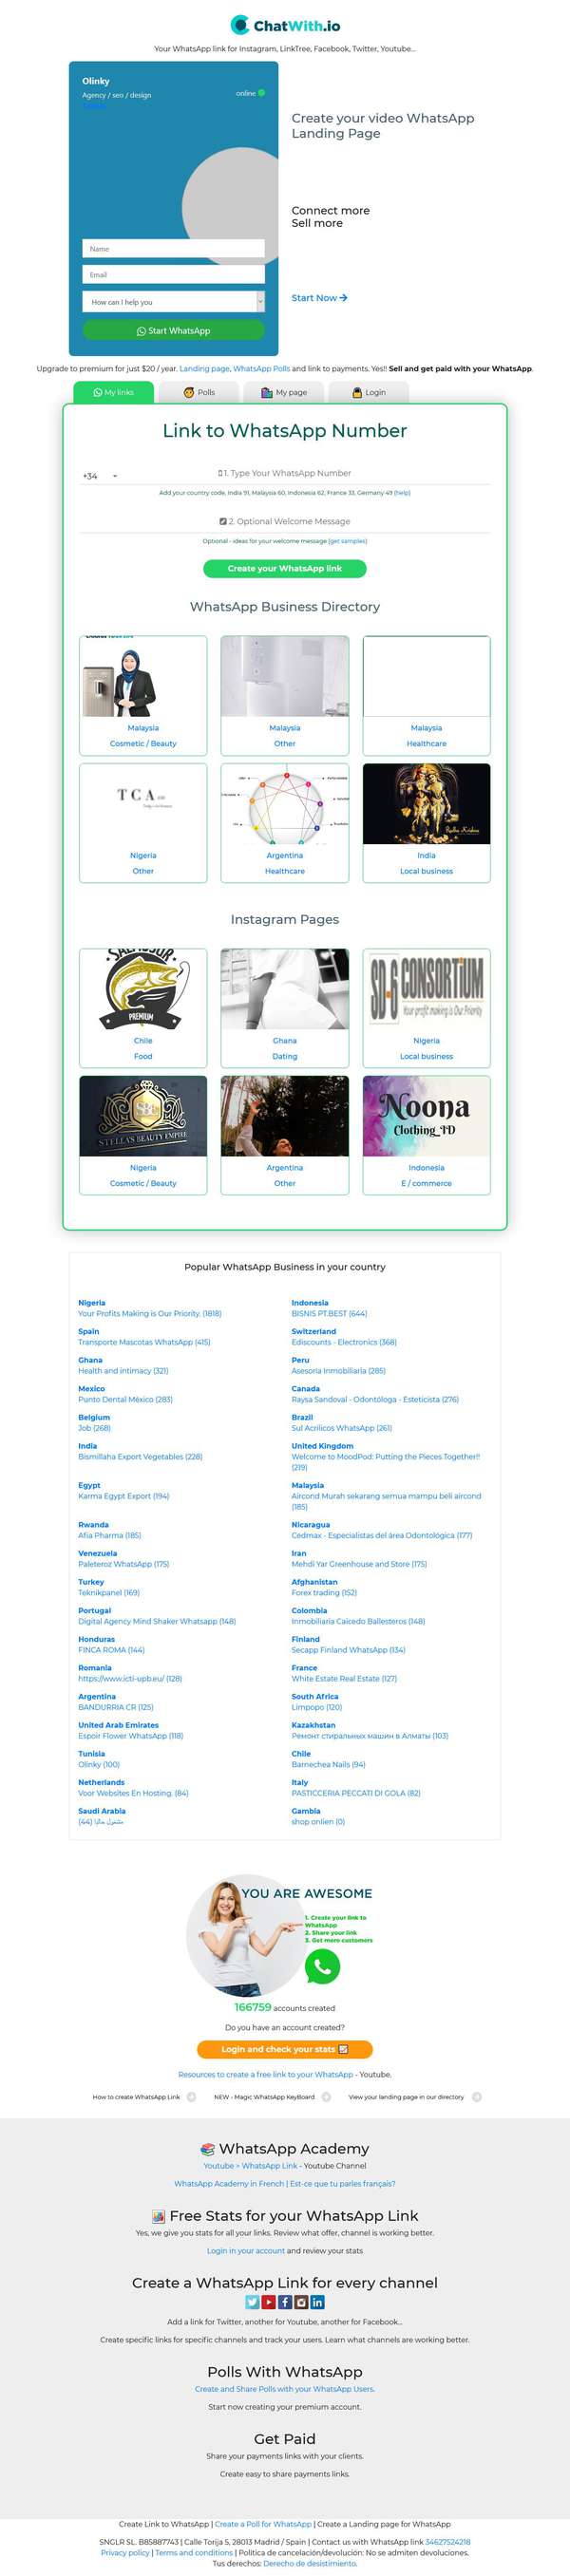 ChatWith.io
Your WhatsApp link for Instagram, LinkTree, Facebook, Twitter, Youtube...
Olinky
Agency / seo / design
online
Create your video WhatsApp
Landing Page
Connect more
Sell more
Name
Email
How can I help you
Start WhatsApp
Start Now →
Upgrade to premium for just $20 / year. Landing page, WhatsApp Polls and link to payments. Yes!! Sell and get paid with your WhatsApp.
My links
Polls
My page
Login
Link to WhatsApp Number
+34
1. Type Your WhatsApp Number
Add your country code, India 91, Malaysia 60, Indonesia 62, France 33, Germany 49 (help)
2. Optional Welcome Message
Optional - ideas for your welcome message (get samples)
Create your WhatsApp link
WhatsApp Business Directory
Malaysia
Cosmetic / Beauty
Malaysia
Other
Malaysia
Healthcare
TCA
Nigeria
Other
Argentina
Healthcare
Radha Krishna
India
Local business
Instagram Pages
PREMIUM
Chile
Food
Ghana
Dating
SD.6 CONSORTIUM
Your profit making is Our Priority
Nigeria
Local business
STELLA'S BEAUTY EMPIRE
Nigeria
Cosmetic / Beauty
Argentina
Other
Noona
Clothing_ID
Indonesia
E / commerce
Popular WhatsApp Business in your country
Nigeria
Your Profits Making is Our Priority. (1818)
Indonesia
BISNIS PT.BEST (644)
Spain
Transporte Mascotas WhatsApp (415)
Switzerland
Ediscounts - Electronics (368)
Ghana
Health and intimacy (321)
Peru
Asesoria Inmobiliaria (285)
Mexico
Punto Dental México (283)
Canada
Raysa Sandoval - Odontóloga - Esteticista (276)
Belgium
Job (268)
Brazil
Sul Acrílicos WhatsApp (261)
India
Bismillaha Export Vegetables (228)
United Kingdom
Welcome to MoodPod: Putting the Pieces Together!!
(219)
Egypt
Karma Egypt Export (194)
Malaysia
Aircond Murah sekarang semua mampu beli aircond
(185)
Rwanda
Afia Pharma (185)
Nicaragua
Cedmax - Especialistas del área Odontológica (177)
Venezuela
Paleteroz WhatsApp (175)
Iran
Mehdi Yar Greenhouse and Store (175)
Turkey
Teknikpanel (169)
Afghanistan
Forex trading (152)
Portugal
Digital Agency Mind Shaker Whatsapp (148)
Colombia
Inmobiliaria Caicedo Ballesteros (148)
Honduras
FINCA ROMA (144)
Finland
Secapp Finland WhatsApp (134)
Romania
https://www.icti-upb.eu/ (128)
France
White Estate Real Estate (127)
Argentina
BANDURRIA CR (125)
South Africa
Limpopo (120)
United Arab Emirates
Espoir Flower WhatsApp (118)
Kazakhstan
Ремонт стиральных машин в Алматы (103)
Tunisia
Olinky (100)
Chile
Barnechea Nails (94)
Netherlands
Voor Websites En Hosting. (84)
Italy
PASTICCERIA PECCATI DI GOLA (82)
Saudi Arabia
(44)
Gambia
shop onlien (0)
YOU ARE AWESOME
1. Create your link to
WhatsApp
2. Share your link
3. Get more customers
166759 accounts created
Do you have an account created?
Login and check your stats
Resources to create a free link to your WhatsApp - Youtube.
How to create WhatsApp Link
NEW - Magic WhatsApp KeyBoard
View your landing page in our directory
WhatsApp Academy
Youtube > WhatsApp Link - Youtube Channel
WhatsApp Academy in French | Est-ce que tu parles français?
Free Stats for your WhatsApp Link
Yes, we give you stats for all your links. Review what offer, channel is working better.
Login in your account and review your stats
Create a WhatsApp Link for every channel
Add a link for Twitter, another for Youtube, another for Facebook...
Create specific links for specific channels and track your users. Learn what channels are working better.
Polls With WhatsApp
Create and Share Polls with your WhatsApp Users.
Start now creating your premium account.
Get Paid
Share your payments links with your clients.
Create easy to share payments links.
Create Link to WhatsApp | Create a Poll for WhatsApp | Create a Landing page for WhatsApp
SNGLR SL. B85887743 | Calle Torija 5, 28013 Madrid / Spain | Contact us with WhatsApp link 34627524218
Privacy policy | Terms and conditions | Politica de cancelación/devolución: No se admiten devoluciones.
Tus derechos: Derecho de desistimiento.